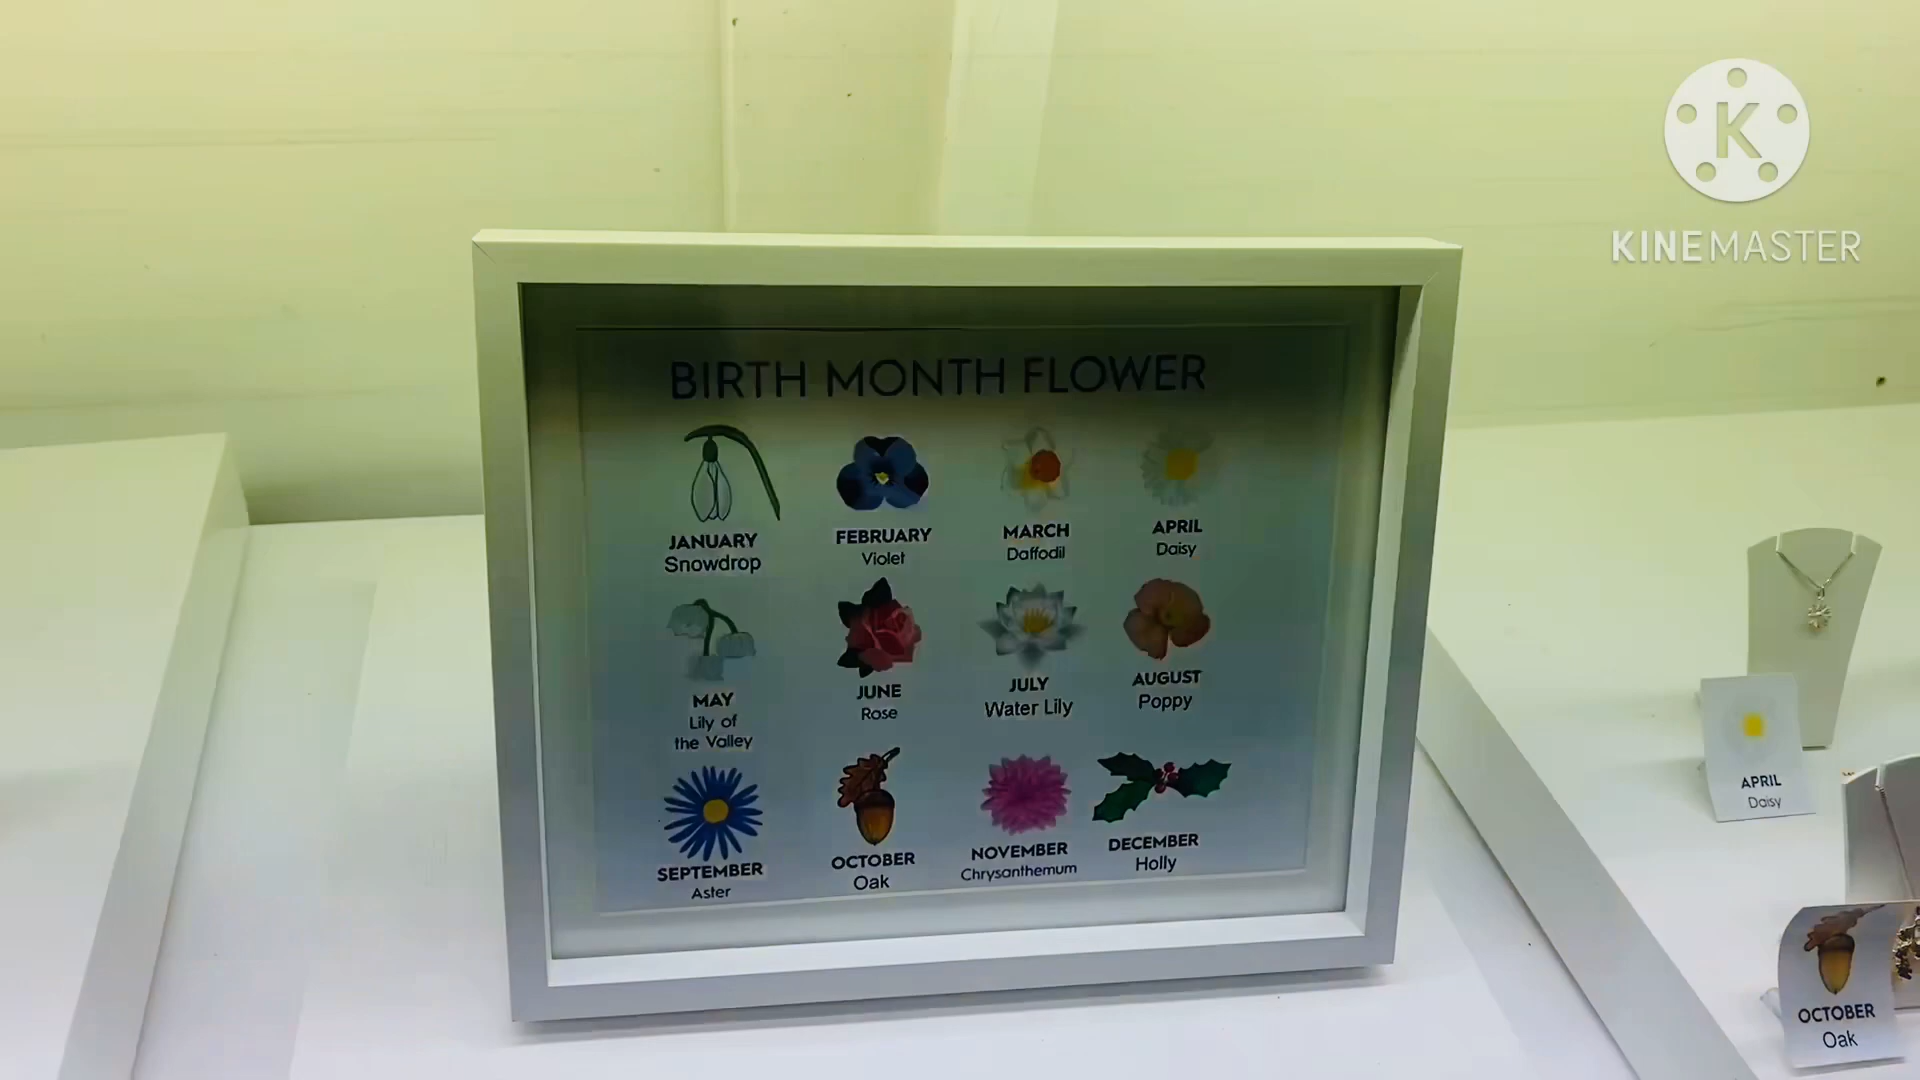 K
KINEMASTER
BIRTH MONTH FLOWER
JANUARY
Snowdrop
FEBRUARY
Violet
MARCH
Daffodil
APRIL
Daisy
MAY
Lily of
the Valley
JUNE
Rose
JULY
Water Lily
AUGUST
Poppy
SEPTEMBER
Aster
OCTOBER
Oak
NOVEMBER
Chrysanthemum
DECEMBER
Holly
APRIL
Daisy
OCTOBER
Oak